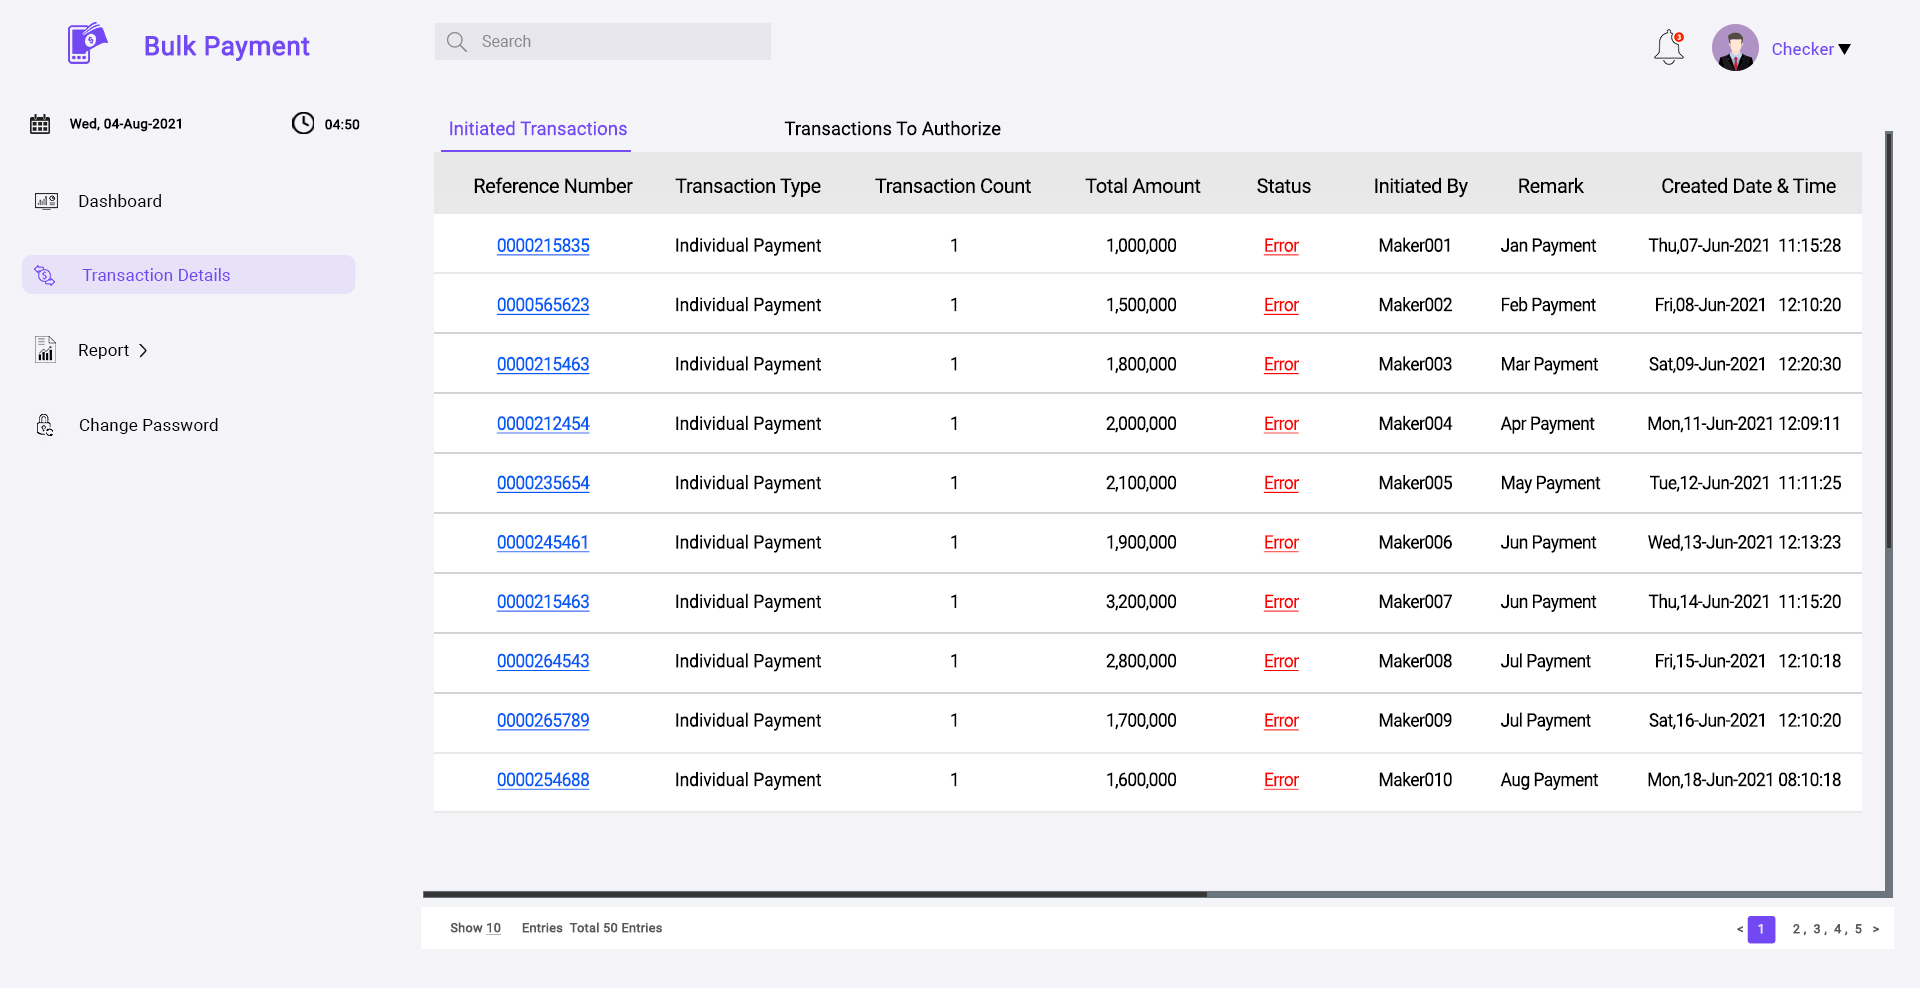 Bulk Payment
Search
3
Checker
Wed, 04-Aug-2021 04:50
Dashboard
Transaction Details
Report >
Change Password
Initiated Transactions Transactions To Authorize
Reference Number Transaction Type Transaction Count Total Amount Status Initiated By Remark Created Date & Time
0000215835 Individual Payment 1 1,000,000 Error Maker001 Jan Payment Thu,07-Jun-2021 11:15:28
0000565623 Individual Payment 1 1,500,000 Error Maker002 Feb Payment Fri,08-Jun-2021 12:10:20
0000215463 Individual Payment 1 1,800,000 Error Maker003 Mar Payment Sat,09-Jun-2021 12:20:30
0000212454 Individual Payment 1 2,000,000 Error Maker004 Apr Payment Mon,11-Jun-2021 12:09:11
0000235654 Individual Payment 1 2,100,000 Error Maker005 May Payment Tue,12-Jun-2021 11:11:25
0000245461 Individual Payment 1 1,900,000 Error Maker006 Jun Payment Wed,13-Jun-2021 12:13:23
0000215463 Individual Payment 1 3,200,000 Error Maker007 Jun Payment Thu,14-Jun-2021 11:15:20
0000264543 Individual Payment 1 2,800,000 Error Maker008 Jul Payment Fri,15-Jun-2021 12:10:18
0000265789 Individual Payment 1 1,700,000 Error Maker009 Jul Payment Sat,16-Jun-2021 12:10:20
0000254688 Individual Payment 1 1,600,000 Error Maker010 Aug Payment Mon,18-Jun-2021 08:10:18
Show 10 Entries Total 50 Entries < 1 2 , 3 , 4 , 5 >